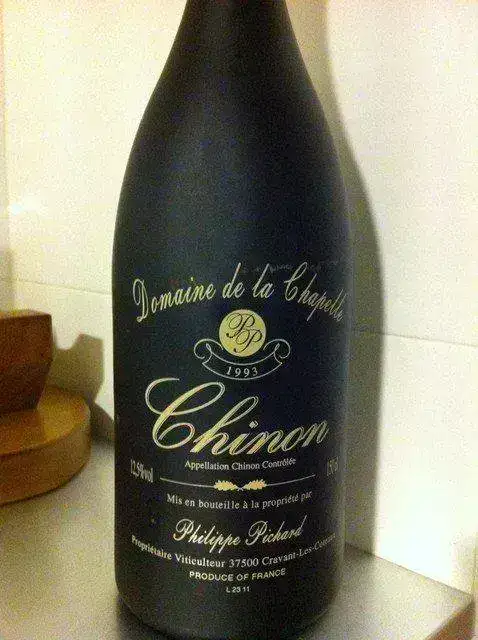 Domaine de la Chapelle
PP
1993
Chinon
Appellation Chinon Contrôlée
12,5%vol
150cl
Mis en bouteille à la propriété par
Philippe Pichard
Propriétaire Viticulteur 37500 Cravant-Les-Coteaux
PRODUCE OF FRANCE
L 23 11